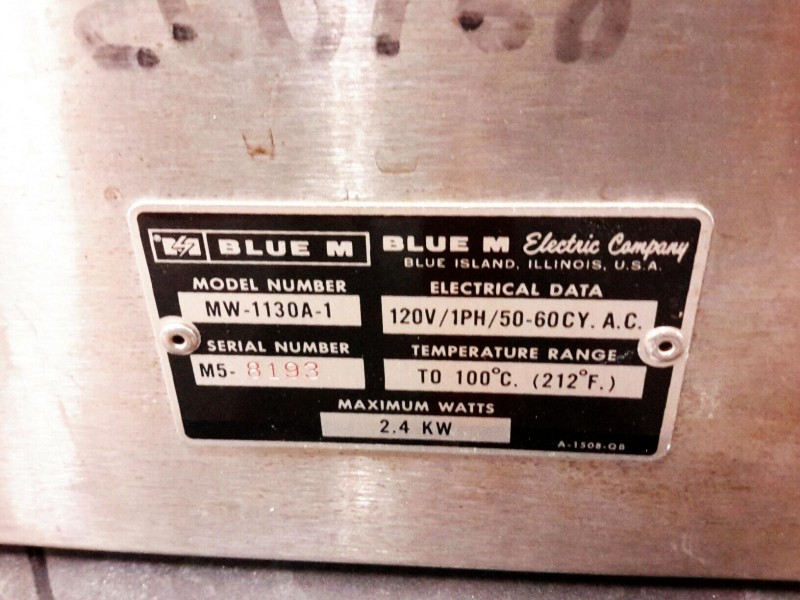 BLUE M
BLUE M Electric Company
BLUE ISLAND, ILLINOIS, U.S.A.
MODEL NUMBER
MW-1130A-1
ELECTRICAL DATA
120V/1PH/50-60CY. A.C.
SERIAL NUMBER
M5- 8193
TEMPERATURE RANGE
TO 100°C. (212°F.)
MAXIMUM WATTS
2.4 KW
A-1508-QB